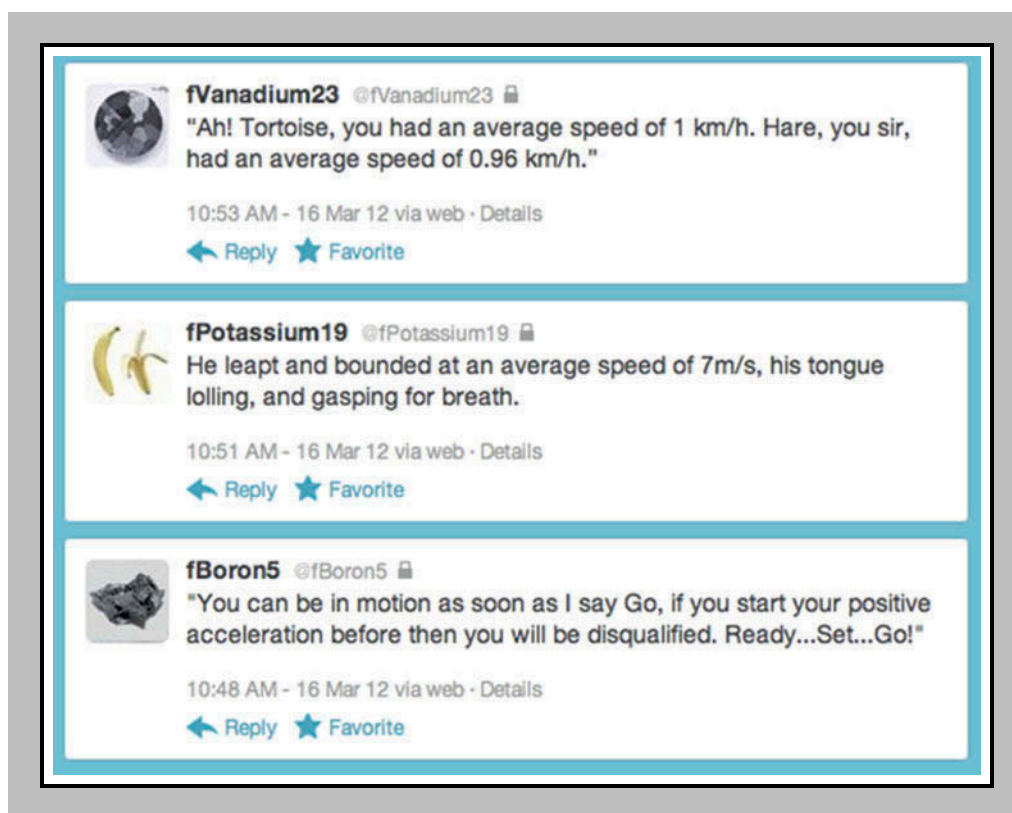 fVanadium23 @fVanadium23
"Ah! Tortoise, you had an average speed of 1 km/h. Hare, you sir,
had an average speed of 0.96 km/h."
10:53 AM - 16 Mar 12 via web · Details
Reply Favorite
fPotassium19 @fPotassium19
He leapt and bounded at an average speed of 7m/s, his tongue
lolling, and gasping for breath.
10:51 AM - 16 Mar 12 via web · Details
Reply Favorite
fBoron5 @fBoron5
"You can be in motion as soon as I say Go, if you start your positive
acceleration before then you will be disqualified. Ready...Set...Go!"
10:48 AM - 16 Mar 12 via web · Details
Reply Favorite